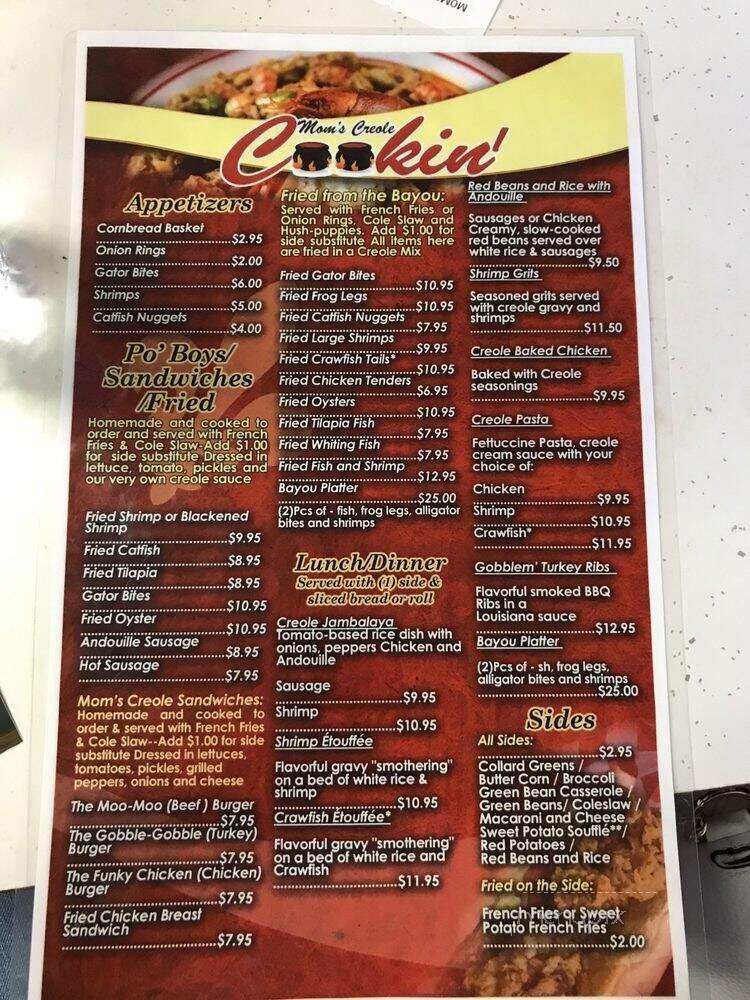 MOM
Mom's Creole
Cookin'
Appetizers
Cornbread Basket
$2.95
Onion Rings
$2.00
Gator Bites
$6.00
Shrimps
$5.00
Catfish Nuggets
$4.00
Po' Boys/
Sandwiches
/Fried
Homemade and cooked to
order and served with French
Fries & Cole Slaw-Add $1.00
for side substitute Dressed in
lettuce, tomato, pickles and
our very own creole sauce
Fried Shrimp or Blackened
Shrimp
$9.95
Fried Catfish
$8.95
Fried Tilapia
$8.95
Gator Bites
$10.95
Fried Oyster
$10.95
Andouille Sausage
$8.95
Hot Sausage
$7.95
Mom's Creole Sandwiches:
Homemade and cooked to
order & served with French Fries
& Cole Slaw--Add $1.00 for side
substitute Dressed in lettuces,
tomatoes, pickles, grilled
peppers, onions and cheese
The Moo-Moo (Beef ) Burger
$7.95
The Gobble-Gobble (Turkey)
Burger
$7.95
The Funky Chicken (Chicken)
Burger
$7.95
Fried Chicken Breast
Sandwich
$7.95
Fried from the Bayou:
Served with French Fries or
Onion Rings, Cole Slaw and
Hush-puppies. Add $1.00 for
side substitute All items here
are fried in a Creole Mix
Fried Gator Bites
$10.95
Fried Frog Legs
$10.95
Fried Catfish Nuggets
$7.95
Fried Large Shrimps
$9.95
Fried Crawfish Tails*
$10.95
Fried Chicken Tenders
$6.95
Fried Oysters
$10.95
Fried Tilapia Fish
$7.95
Fried Whiting Fish
$7.95
Fried Fish and Shrimp
$12.95
Bayou Platter
$25.00
(2)Pcs of - fish, frog legs, alligator
bites and shrimps
Lunch/Dinner
Served with (1) side &
sliced bread or roll
Creole Jambalaya
Tomato-based rice dish with
onions, peppers Chicken and
Andouille
Sausage
$9.95
Shrimp
$10.95
Shrimp Étouffée
Flavorful gravy "smothering"
on a bed of white rice &
shrimp
$10.95
Crawfish Étouffée*
Flavorful gravy "smothering"
on a bed of white rice and
Crawfish
$11.95
Red Beans and Rice with
Andouille
Sausages or Chicken
Creamy, slow-cooked
red beans served over
white rice & sausages
$9.50
Shrimp Grits
Seasoned grits served
with creole gravy and
shrimps
$11.50
Creole Baked Chicken
Baked with Creole
seasonings
$9.95
Creole Pasta
Fettuccine Pasta, creole
cream sauce with your
choice of:
Chicken
$9.95
Shrimp
$10.95
Crawfish*
$11.95
Gobblem' Turkey Ribs
Flavorful smoked BBQ
Ribs in a
Louisiana sauce
$12.95
Bayou Platter
(2)Pcs of - sh, frog legs,
alligator bites and shrimps
$25.00
Sides
All Sides:
$2.95
Collard Greens /
Butter Corn / Broccoli
Green Bean Casserole /
Green Beans/ Coleslaw /
Macaroni and Cheese
Sweet Potato Soufflé**/
Red Potatoes /
Red Beans and Rice
Fried on the Side:
French Fries or Sweet
Potato French Fries
$2.00